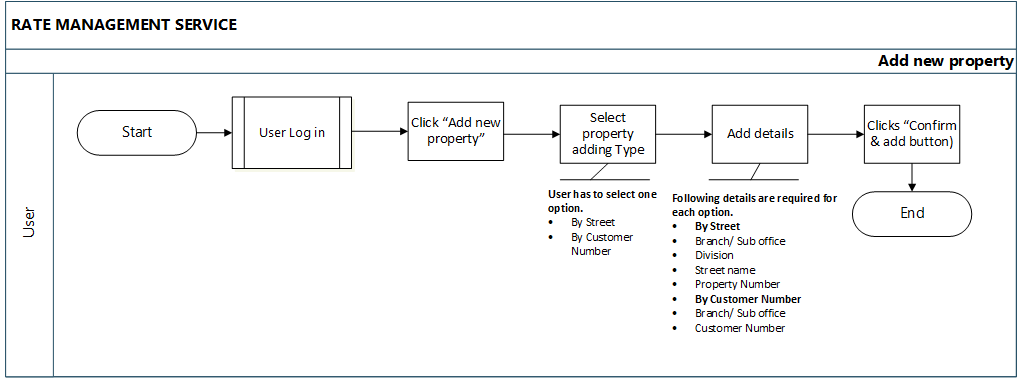 RATE MANAGEMENT SERVICE
Add new property
User
Start
User Log in
Click “Add new
property”
Select
property
adding Type
Add details
Clicks “Confirm
& add button)
End
User has to select one
option.
• By Street
• By Customer
Number
Following details are required for
each option.
• By Street
• Branch/ Sub office
• Division
• Street name
• Property Number
• By Customer Number
• Branch/ Sub office
• Customer Number